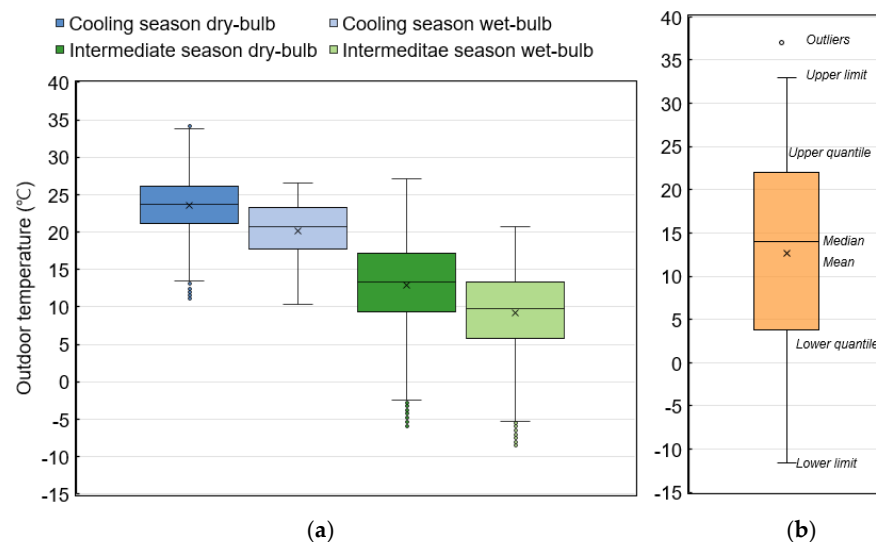 Cooling season dry-bulb
Cooling season wet-bulb
Intermediate season dry-bulb
Intermeditae season wet-bulb
Outdoor temperature (℃)
40
35
30
25
20
15
10
5
0
-5
-10
-15
(a)
40
35
30
25
20
15
10
5
0
-5
-10
-15
Outliers
Upper limit
Upper quantile
Median
Mean
Lower quantile
Lower limit
(b)